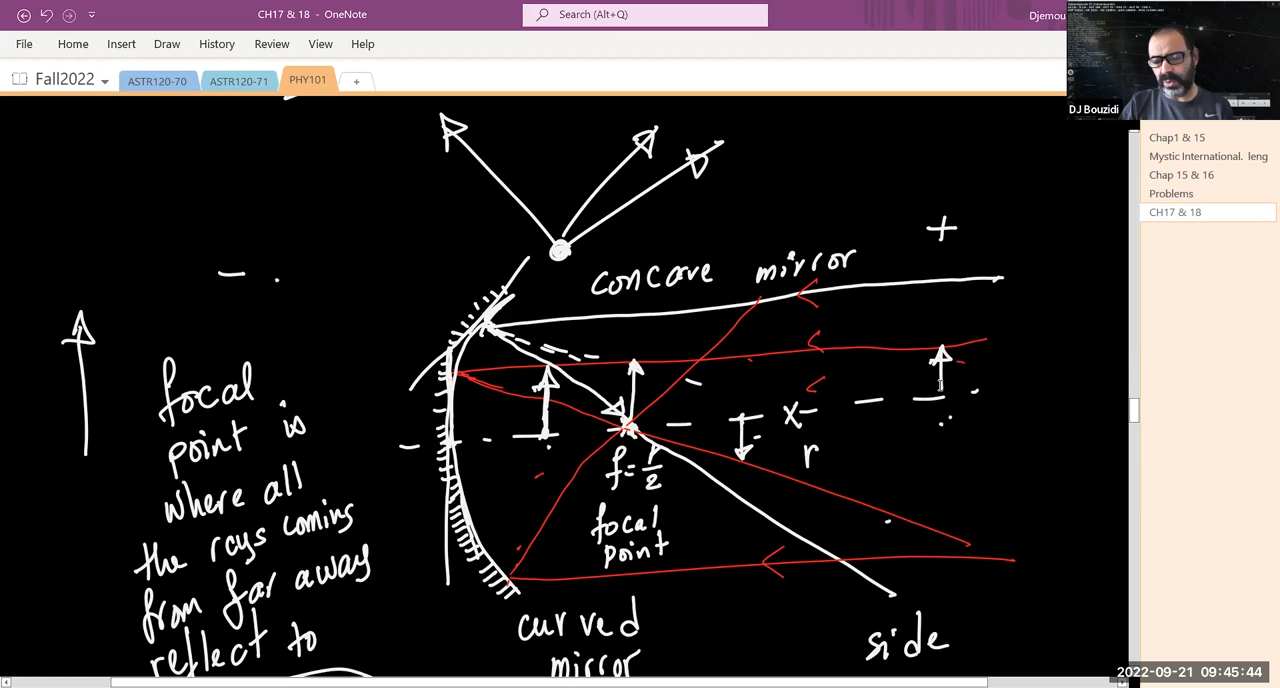 CH17 & 18 - OneNote
Search (Alt+Q)
Djemou
File Home Insert Draw History Review View Help
Fall2022 ASTR120-70 ASTR120-71 PHY101 +
DJ Bouzidi
Chap1 & 15
Mystic International. leng
Chap 15 & 16
Problems
CH17 & 18
+
-
concave mirror
focal
point is
where all
the rays coming
from far away
reflect to
x
r
f = r/2
focal
point
curved
mirror
side
2022-09-21 09:45:44